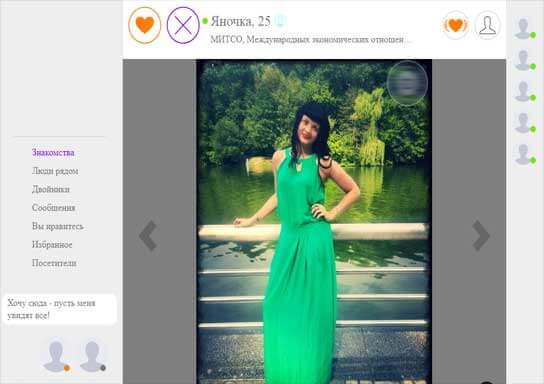 Яночка, 25
МИТСО, Международных экономических отношен...
Знакомства
Люди рядом
Двойники
Сообщения
Вы нравитесь
Избранное
Посетители
Хочу сюда - пусть меня
увидят все!